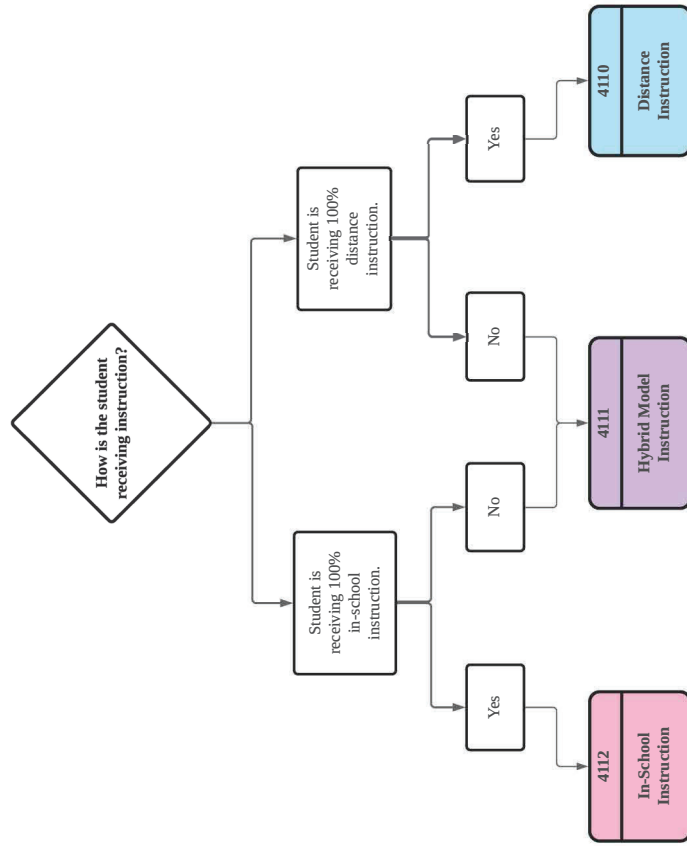 How is the student
receiving instruction?
Student is
receiving 100%
in-school
instruction.
Student is
receiving 100%
distance
instruction.
Yes
No
No
Yes
4112
In-School
Instruction
4111
Hybrid Model
Instruction
4110
Distance
Instruction